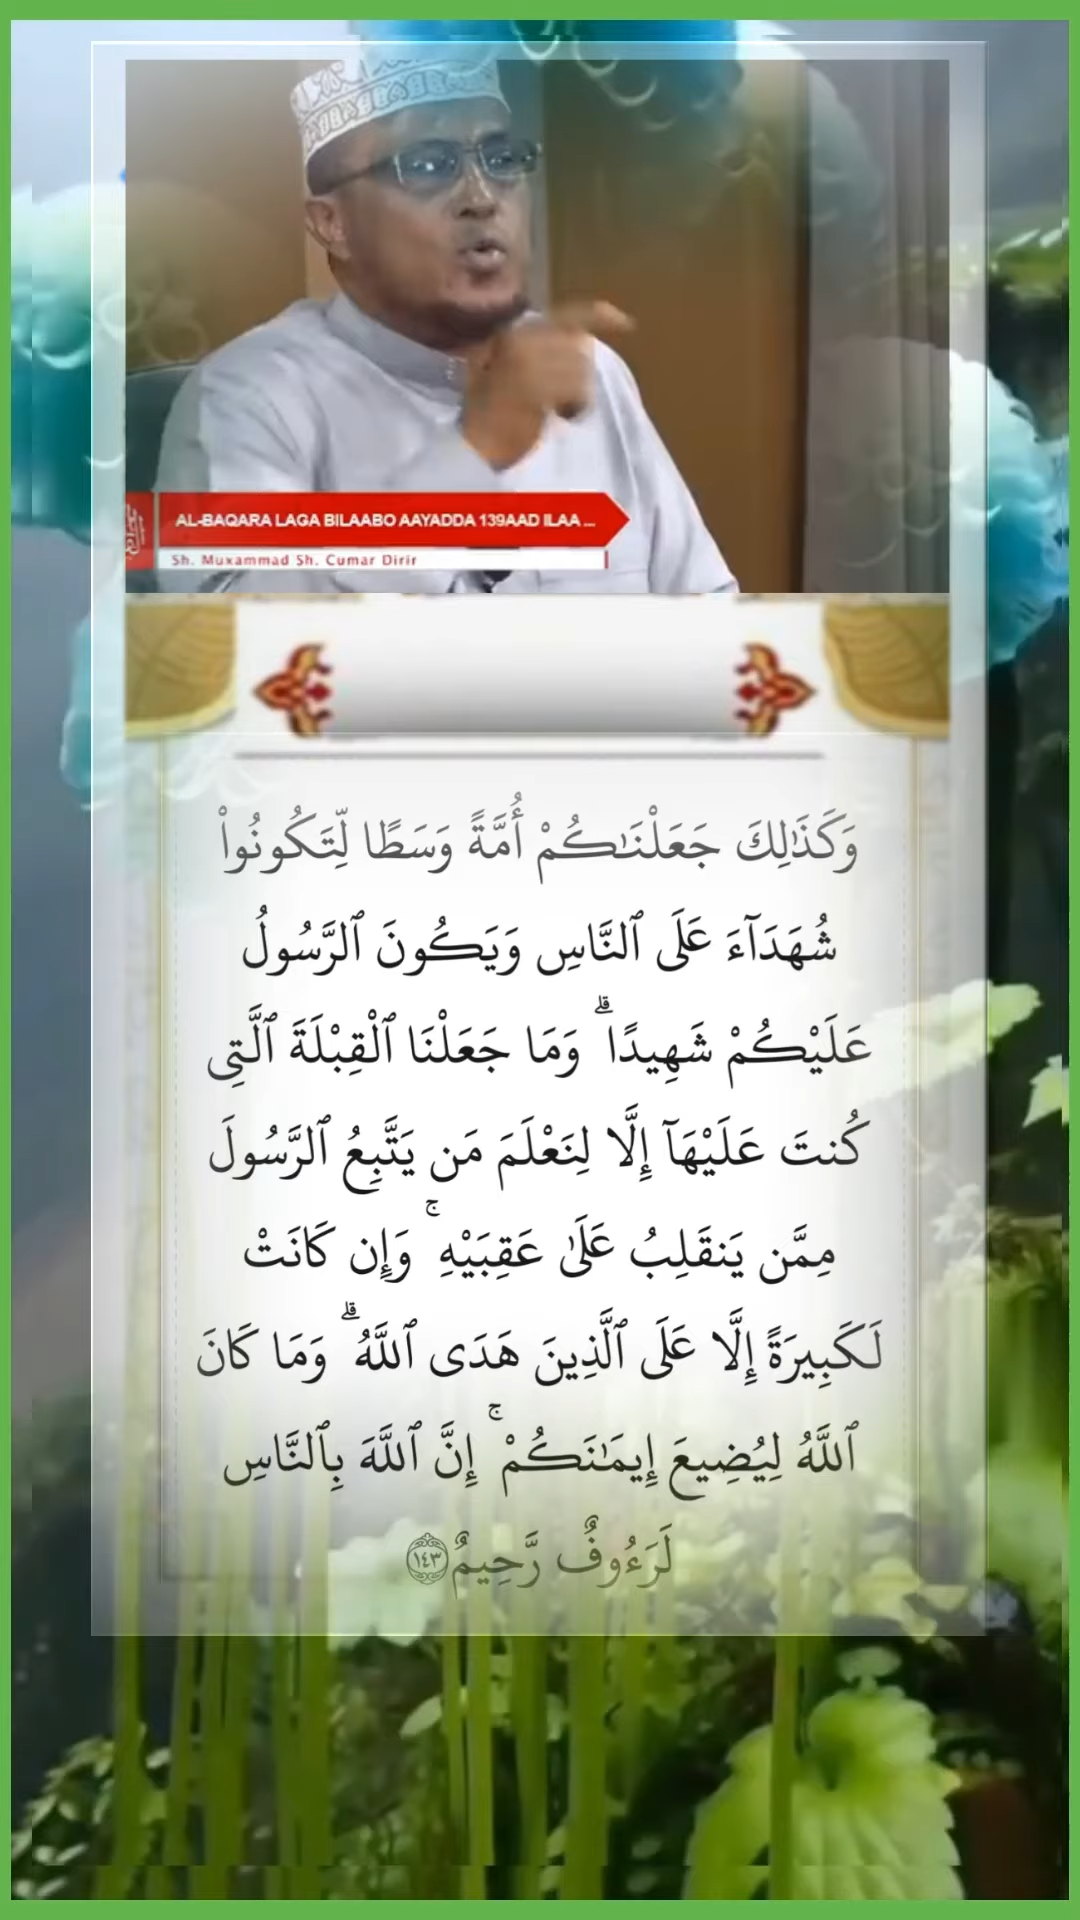 AL-BAQARA LAGA BILAABO AAYADDA 139AAD ILAA ...
Sh. Muxammad Sh. Cumar Dirir
وَكَذَٰلِكَ جَعَلْنَـٰكُمْ أُمَّةً وَسَطًا لِّتَكُونُوا۟
شُهَدَآءَ عَلَى ٱلنَّاسِ وَيَكُونَ ٱلرَّسُولُ
عَلَيْكُمْ شَهِيدًا ۗ وَمَا جَعَلْنَا ٱلْقِبْلَةَ ٱلَّتِى
كُنتَ عَلَيْهَآ إِلَّا لِنَعْلَمَ مَن يَتَّبِعُ ٱلرَّسُولَ
مِمَّن يَنقَلِبُ عَلَىٰ عَقِبَيْهِ ۚ وَإِن كَانَتْ
لَكَبِيرَةً إِلَّا عَلَى ٱلَّذِينَ هَدَى ٱللَّهُ ۗ وَمَا كَانَ
ٱللَّهُ لِيُضِيعَ إِيمَـٰنَكُمْ ۚ إِنَّ ٱللَّهَ بِٱلنَّاسِ
لَرَءُوفٌ رَّحِيمٌ ۝١٤٣